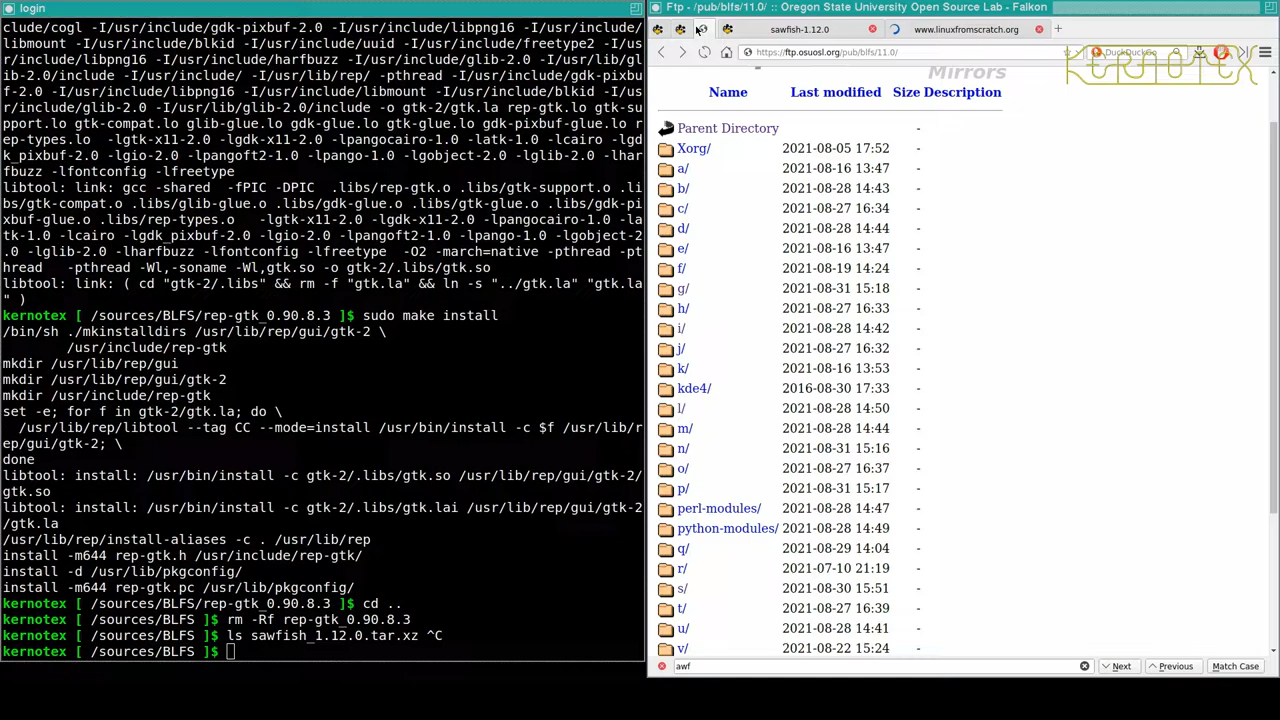 login
clude/cogl -I/usr/include/gdk-pixbuf-2.0 -I/usr/include/libpng16 -I/usr/include/
libmount -I/usr/include/blkid -I/usr/include/uuid -I/usr/include/freetype2 -I/us
r/include/libpng16 -I/usr/include/harfbuzz -I/usr/include/glib-2.0 -I/usr/lib/gl
ib-2.0/include -I/usr/include/ -I/usr/lib/rep/ -pthread -I/usr/include/gdk-pixbu
f-2.0 -I/usr/include/libpng16 -I/usr/include/libmount -I/usr/include/blkid -I/us
r/include/glib-2.0 -I/usr/lib/glib-2.0/include -o gtk-2/gtk.la rep-gtk.lo gtk-su
pport.lo gtk-compat.lo glib-glue.lo gdk-glue.lo gtk-glue.lo gdk-pixbuf-glue.lo r
ep-types.lo  -lgtk-x11-2.0 -lgdk-x11-2.0 -lpangocairo-1.0 -latk-1.0 -lcairo -lgd
k_pixbuf-2.0 -lgio-2.0 -lpangoft2-1.0 -lpango-1.0 -lgobject-2.0 -lglib-2.0 -lhar
fbuzz -lfontconfig -lfreetype
libtool: link: gcc -shared  -fPIC -DPIC  .libs/rep-gtk.o .libs/gtk-support.o .li
bs/gtk-compat.o .libs/glib-glue.o .libs/gdk-glue.o .libs/gtk-glue.o .libs/gdk-pi
xbuf-glue.o .libs/rep-types.o   -lgtk-x11-2.0 -lgdk-x11-2.0 -lpangocairo-1.0 -la
tk-1.0 -lcairo -lgdk_pixbuf-2.0 -lgio-2.0 -lpangoft2-1.0 -lpango-1.0 -lgobject-2
.0 -lglib-2.0 -lharfbuzz -lfontconfig -lfreetype  -O2 -march=native -pthread -pt
hread   -pthread -Wl,-soname -Wl,gtk.so -o gtk-2/.libs/gtk.so
libtool: link: ( cd "gtk-2/.libs" && rm -f "gtk.la" && ln -s "../gtk.la" "gtk.la
" )
kernotex [ /sources/BLFS/rep-gtk_0.90.8.3 ]$ sudo make install
/bin/sh ./mkinstalldirs /usr/lib/rep/gui/gtk-2 \
/usr/include/rep-gtk
mkdir /usr/lib/rep/gui
mkdir /usr/lib/rep/gui/gtk-2
mkdir /usr/include/rep-gtk
set -e; for f in gtk-2/gtk.la; do \
/usr/lib/rep/libtool --tag CC --mode=install /usr/bin/install -c $f /usr/lib/r
ep/gui/gtk-2; \
done
libtool: install: /usr/bin/install -c gtk-2/.libs/gtk.so /usr/lib/rep/gui/gtk-2/
gtk.so
libtool: install: /usr/bin/install -c gtk-2/.libs/gtk.lai /usr/lib/rep/gui/gtk-2
/gtk.la
/usr/lib/rep/install-aliases -c . /usr/lib/rep
install -m644 rep-gtk.h /usr/include/rep-gtk/
install -d /usr/lib/pkgconfig/
install -m644 rep-gtk.pc /usr/lib/pkgconfig/
kernotex [ /sources/BLFS/rep-gtk_0.90.8.3 ]$ cd ..
kernotex [ /sources/BLFS ]$ rm -Rf rep-gtk_0.90.8.3
kernotex [ /sources/BLFS ]$ ls sawfish_1.12.0.tar.xz ^C
kernotex [ /sources/BLFS ]$
Ftp - /pub/blfs/11.0/ :: Oregon State University Open Source Lab - Falkon
sawfish-1.12.0
www.linuxfromscratch.org
https://ftp.osuosl.org/pub/blfs/11.0/
DuckDuckGo
KERNOTEX
Mirrors
Name Last modified Size Description
Parent Directory -
Xorg/ 2021-08-05 17:52 -
a/ 2021-08-16 13:47 -
b/ 2021-08-28 14:43 -
c/ 2021-08-27 16:34 -
d/ 2021-08-28 14:44 -
e/ 2021-08-16 13:47 -
f/ 2021-08-19 14:24 -
g/ 2021-08-31 15:18 -
h/ 2021-08-27 16:33 -
i/ 2021-08-28 14:42 -
j/ 2021-08-27 16:32 -
k/ 2021-08-16 13:53 -
kde4/ 2016-08-30 17:33 -
l/ 2021-08-28 14:50 -
m/ 2021-08-28 14:44 -
n/ 2021-08-31 15:16 -
o/ 2021-08-27 16:37 -
p/ 2021-08-31 15:17 -
perl-modules/ 2021-08-28 14:47 -
python-modules/ 2021-08-28 14:49 -
q/ 2021-08-29 14:04 -
r/ 2021-07-10 21:19 -
s/ 2021-08-30 15:51 -
t/ 2021-08-27 16:39 -
u/ 2021-08-28 14:41 -
v/ 2021-08-22 15:24 -
awf
Next
Previous
Match Case